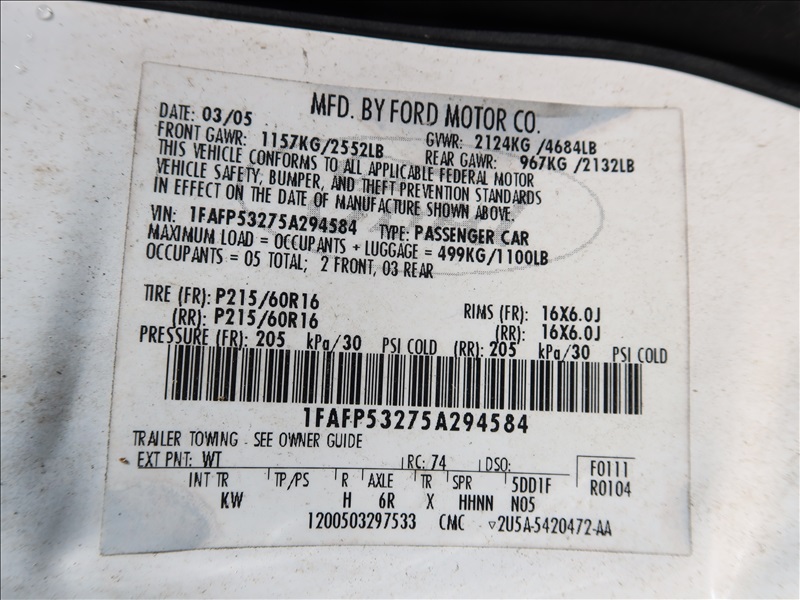 MFD. BY FORD MOTOR CO.
DATE: 03/05 GVWR: 2124KG /4684LB
FRONT GAWR: 1157KG/2552LB REAR GAWR: 967KG /2132LB
THIS VEHICLE CONFORMS TO ALL APPLICABLE FEDERAL MOTOR
VEHICLE SAFETY, BUMPER, AND THEFT PREVENTION STANDARDS
IN EFFECT ON THE DATE OF MANUFACTURE SHOWN ABOVE.
VIN: 1FAFP53275A294584 TYPE: PASSENGER CAR
MAXIMUM LOAD = OCCUPANTS + LUGGAGE = 499KG/1100LB
OCCUPANTS = 05 TOTAL; 2 FRONT, 03 REAR
TIRE (FR): P215/60R16 RIMS (FR): 16X6.0J
(RR): P215/60R16 (RR): 16X6.0J
PRESSURE (FR): 205 kPa/30 PSI COLD (RR): 205 kPa/30 PSI COLD
1FAFP53275A294584
TRAILER TOWING - SEE OWNER GUIDE
EXT PNT: WT RC: 74 DSO: F0111
INT TR TP/PS R AXLE TR SPR 5DD1F R0104
KW H 6R X HHNN N05
1200503297533 CMC ▽2U5A-5420472-AA